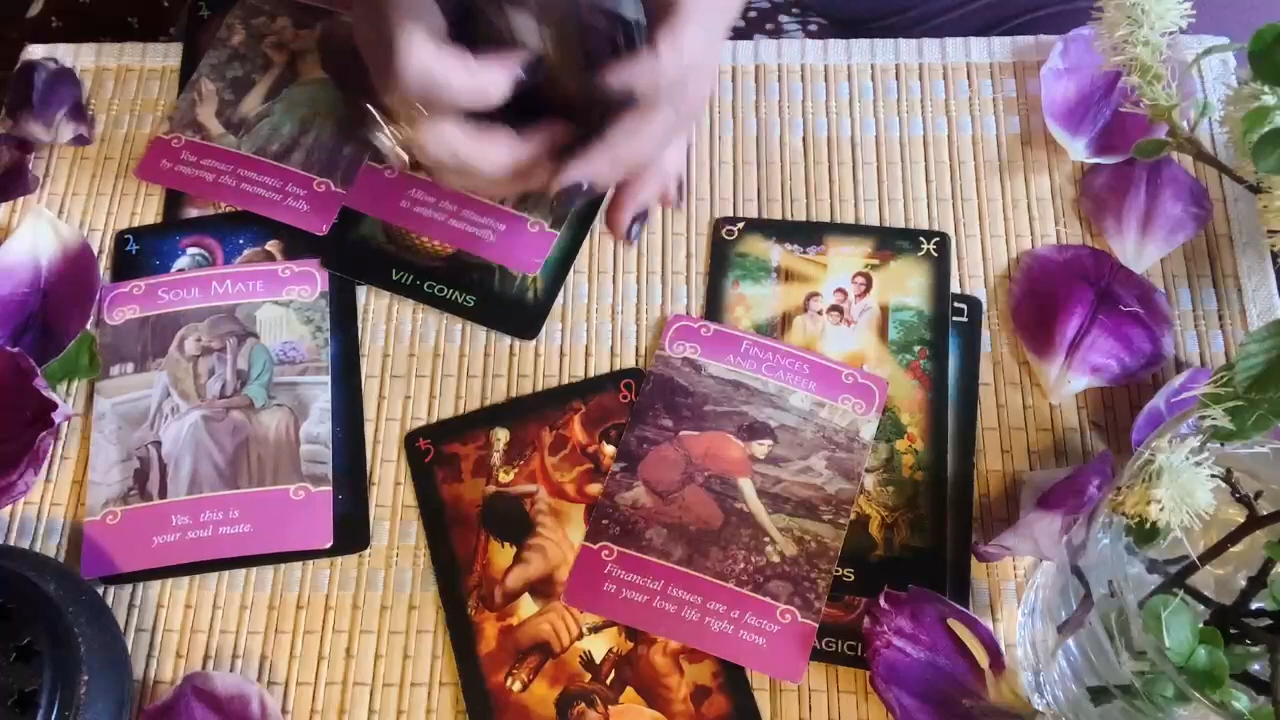 You attract romantic love
by enjoying this moment fully.
Allow this situation
to unfold naturally.
VII · COINS
SOUL MATE
Yes, this is
your soul mate.
FINANCES
AND CAREER
Financial issues are a factor
in your love life right now.
PS
AGICI